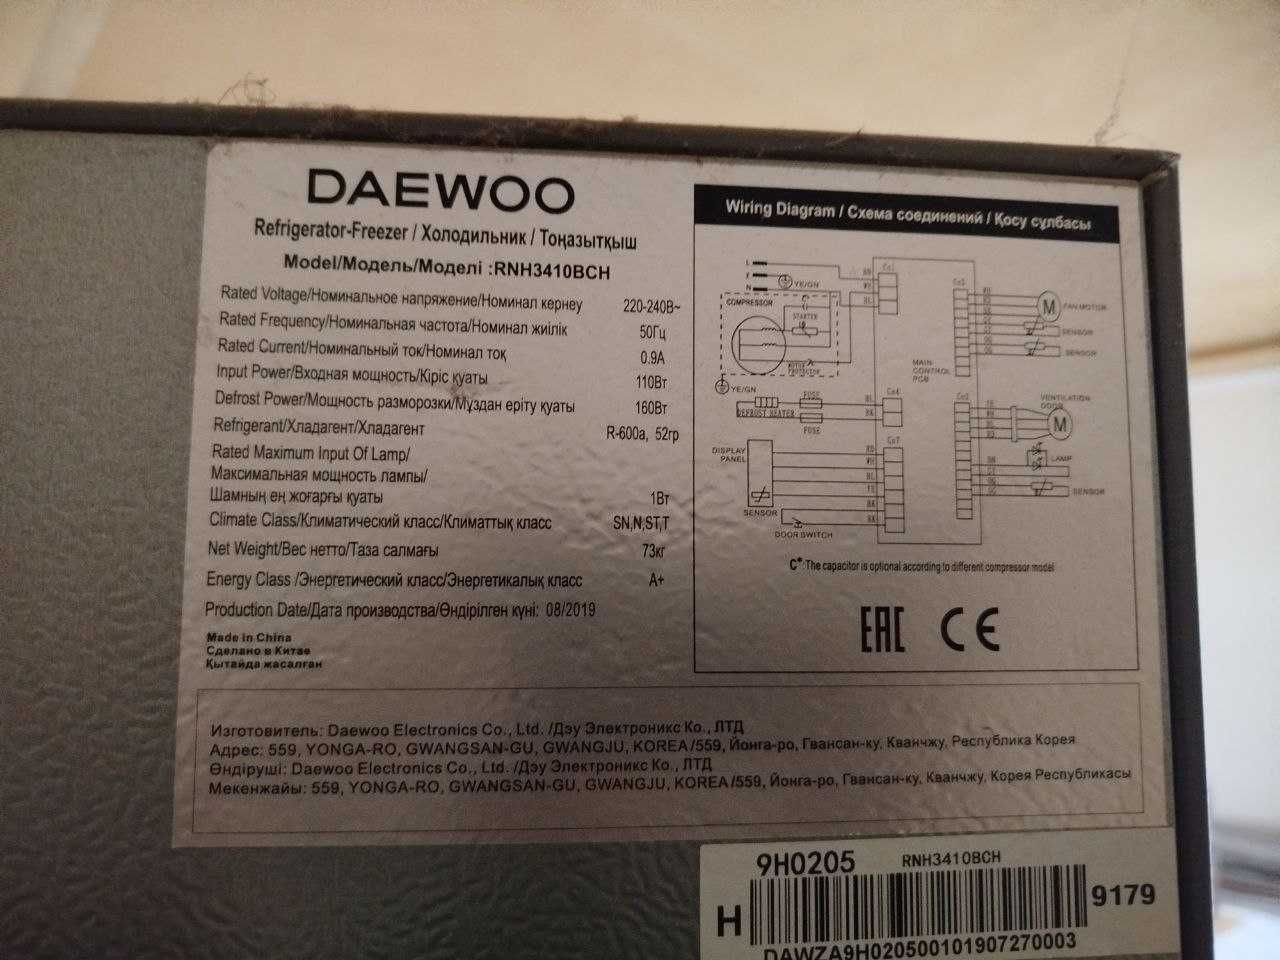 DAEWOO
Refrigerator-Freezer / Холодильник / Тоңазытқыш
Model/Модель/Моделі :RNH3410BCH
Rated Voltage/Номинальное напряжение/Номинал кернеу 220-240В~
Rated Frequency/Номинальная частота/Номинал жиілік 50Гц
Rated Current/Номинальный ток/Номинал тоқ 0.9А
Input Power/Входная мощность/Кіріс қуаты 110Вт
Defrost Power/Мощность разморозки/Мұздан еріту қуаты 160Вт
Refrigerant/Хладагент/Хладагент R-600a, 52гр
Rated Maximum Input Of Lamp/
Максимальная мощность лампы/
Шамның ең жоғарғы қуаты 1Вт
Climate Class/Климатический класс/Климаттық класс SN,N,ST,T
Net Weight/Вес нетто/Таза салмағы 73кг
Energy Class /Энергетический класс/Энергетикалық класс A+
Production Date/Дата производства/Өндірілген күні: 08/2019
Made in China
Сделано в Китае
Қытайда жасалған
Wiring Diagram / Схема соединений / Қосу сұлбасы
L
F
N
YE/GN
COMPRESSOR
STARTER
MOTOR
PROTECTOR
YE/GN
FUSE
DEFROST HEATER
FUSE
DISPLAY
PANEL
SENSOR
DOOR SWITCH
MAIN
CONTROL
PCB
M
FAN MOTOR
SENSOR
SENSOR
VENTILATION
DOOR
M
LAMP
SENSOR
C* The capacitor is optional according to different compressor model
EAC CE
Изготовитель: Daewoo Electronics Co., Ltd. /Дэу Электроникс Ко., ЛТД
Адрес: 559, YONGA-RO, GWANGSAN-GU, GWANGJU, KOREA/559, Йонга-ро, Гвансан-ку, Кванчжу, Республика Корея
Өндіруші: Daewoo Electronics Co., Ltd. /Дэу Электроникс Ко., ЛТД
Мекенжайы: 559, YONGA-RO, GWANGSAN-GU, GWANGJU, KOREA/559, Йонга-ро, Гвансан-ку, Кванчжу, Корея Республикасы
9H0205 RNH3410BCH
H 9179
DAWZA9H020500101907270003